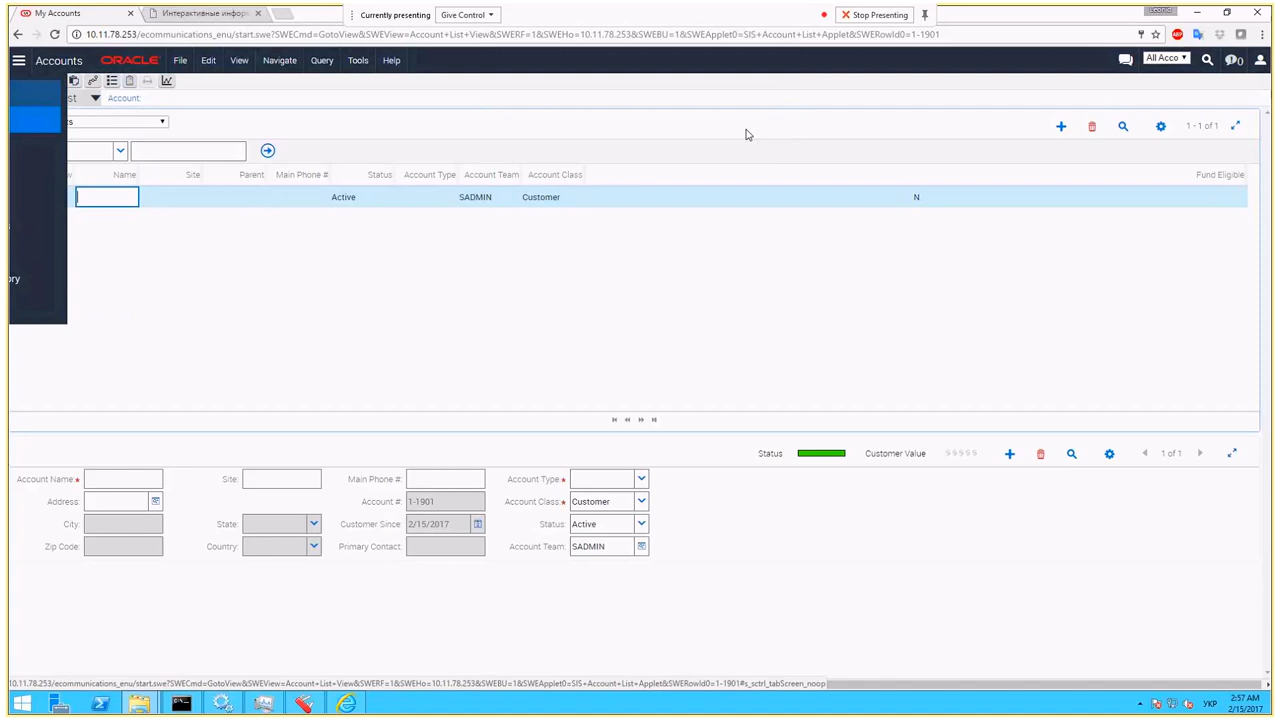 My Accounts
Интерактивные информ
Currently presenting
Give Control
Stop Presenting
10.11.78.253/ecommunications_enu/start.swe?SWECmd=GotoView&SWEView=Account+List+View&SWERF=1&SWEHo=10.11.78.253&SWEBU=1&SWEApplet0=SIS+Account+List+Applet&SWERowId0=1-1901
Accounts
ORACLE
File
Edit
View
Navigate
Query
Tools
Help
All Acco
0
st
Account:
s
1 - 1 of 1
w
Name
Site
Parent
Main Phone #
Status
Account Type
Account Team
Account Class
Fund Eligible
Active
SADMIN
Customer
N
s
ory
Status
Customer Value
1 of 1
Account Name:*
Site:
Main Phone #:
Account Type:*
Address:
Account #:
1-1901
Account Class:*
Customer
City:
State:
Customer Since:
2/15/2017
Status:
Active
Zip Code:
Country:
Primary Contact:
Account Team:
SADMIN
10.11.78.253/ecommunications_enu/start.swe?SWECmd=GotoView&SWEView=Account+List+View&SWERF=1&SWEHo=10.11.78.253&SWEBU=1&SWEApplet0=SIS+Account+List+Applet&SWERowId0=1-1901#s_sctrl_tabScreen_noop
УКР
2:57 AM
2/15/2017